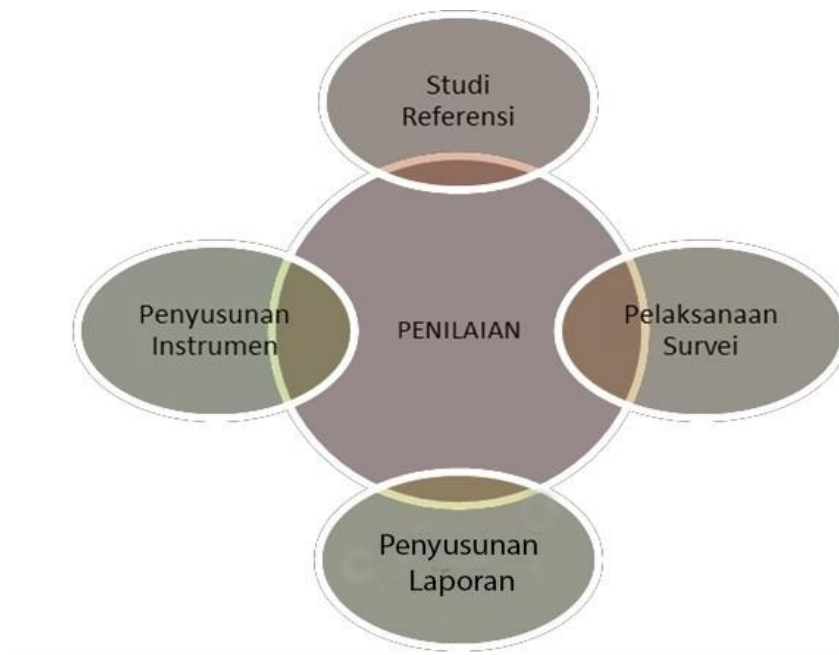 Studi
Referensi
Penyusunan
Instrumen
PENILAIAN
Pelaksanaan
Survei
Penyusunan
Laporan